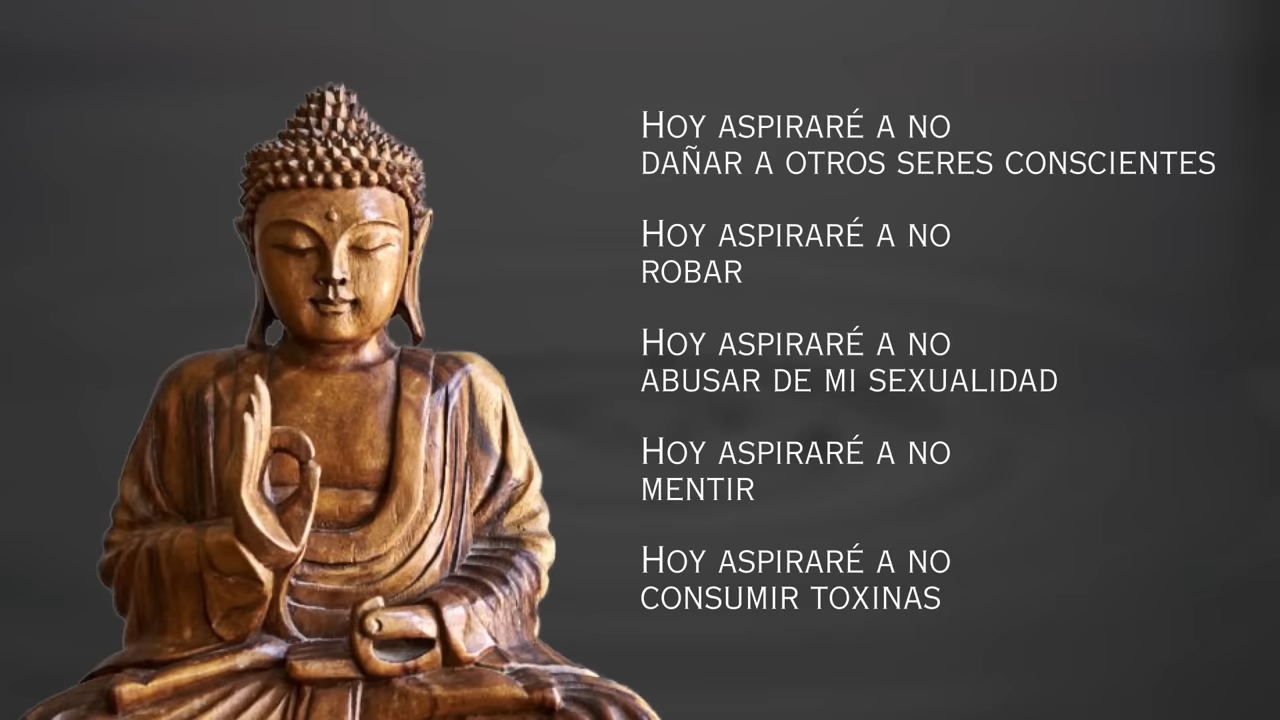 Hoy aspiraré a no
dañar a otros seres conscientes
Hoy aspiraré a no
robar
Hoy aspiraré a no
abusar de mi sexualidad
Hoy aspiraré a no
mentir
Hoy aspiraré a no
consumir toxinas